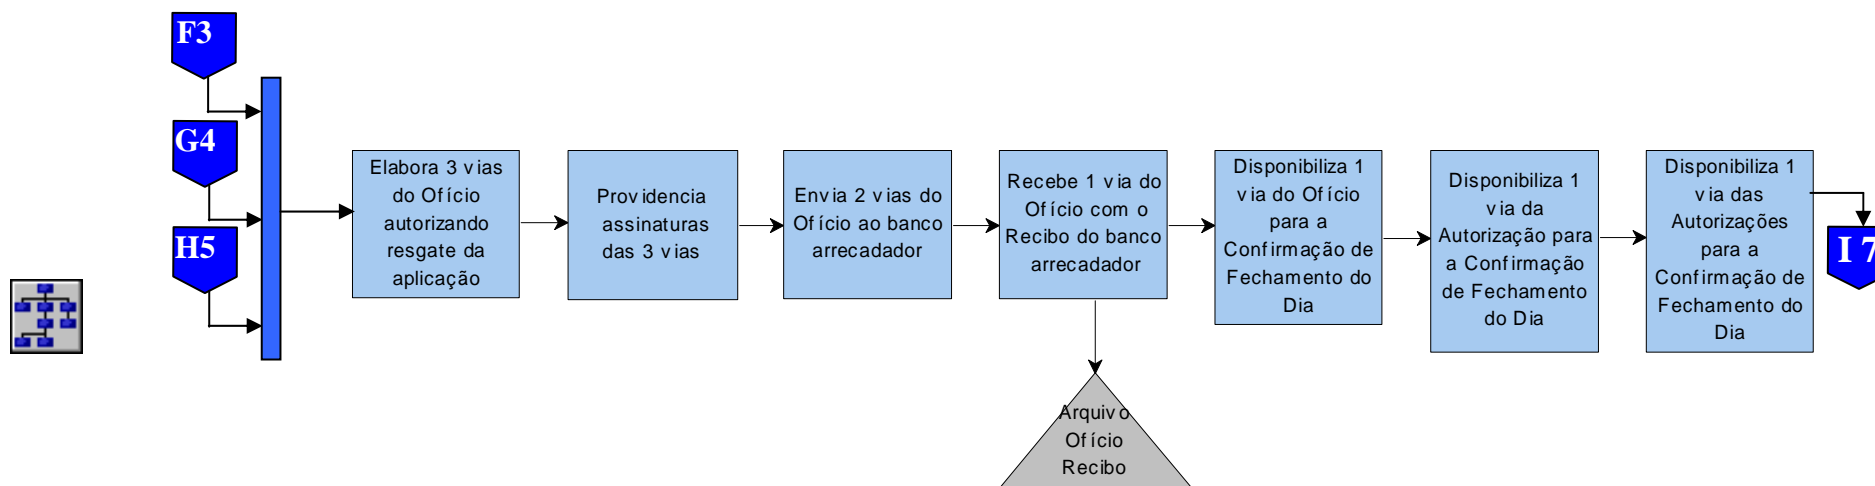 F3
G4
H5
Elabora 3 vias
do Ofício
autorizando
resgate da
aplicação
Providencia
assinaturas
das 3 vias
Envia 2 vias do
Ofício ao banco
arrecadador
Recebe 1 via do
Ofício com o
Recibo do banco
arrecadador
Disponibiliza 1
via do Ofício
para a
Confirmação de
Fechamento do
Dia
Disponibiliza 1
via da
Autorização para
a Confirmação
de Fechamento
do Dia
Disponibiliza 1
via das
Autorizações
para a
Confirmação de
Fechamento do
Dia
I 7
Arquivo
Ofício
Recibo